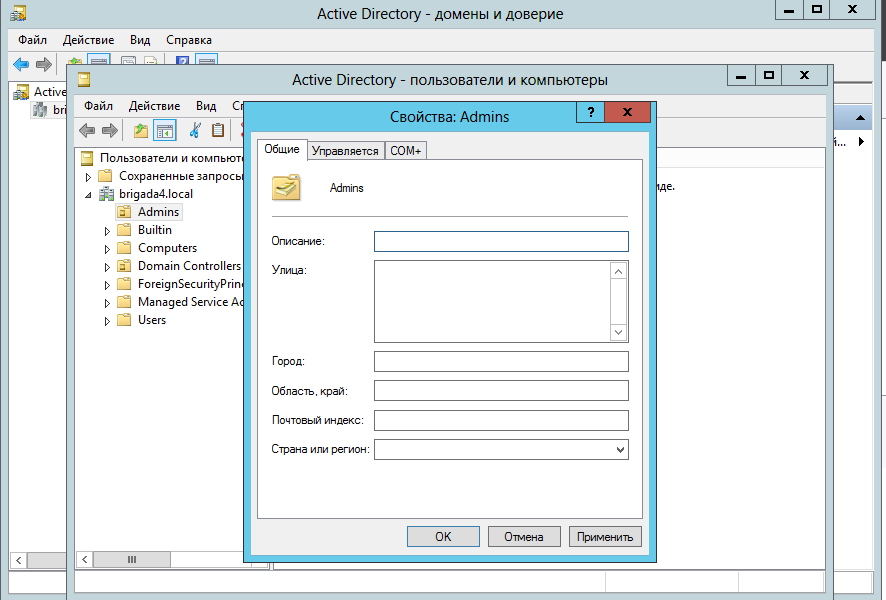 Active Directory - домены и доверие
Файл Действие Вид Справка
Active
bri
Active Directory - пользователи и компьютеры
Файл Действие Вид
Пользователи и компьют
Сохраненные запросы
brigada4.local
Admins
Builtin
Computers
Domain Controllers
ForeignSecurityPrin
Managed Service Ac
Users
иде.
й...
Свойства: Admins
? x
Общие Управляется COM+
Admins
Описание:
Улица:
Город:
Область, край:
Почтовый индекс:
Страна или регион:
OK Отмена Применить